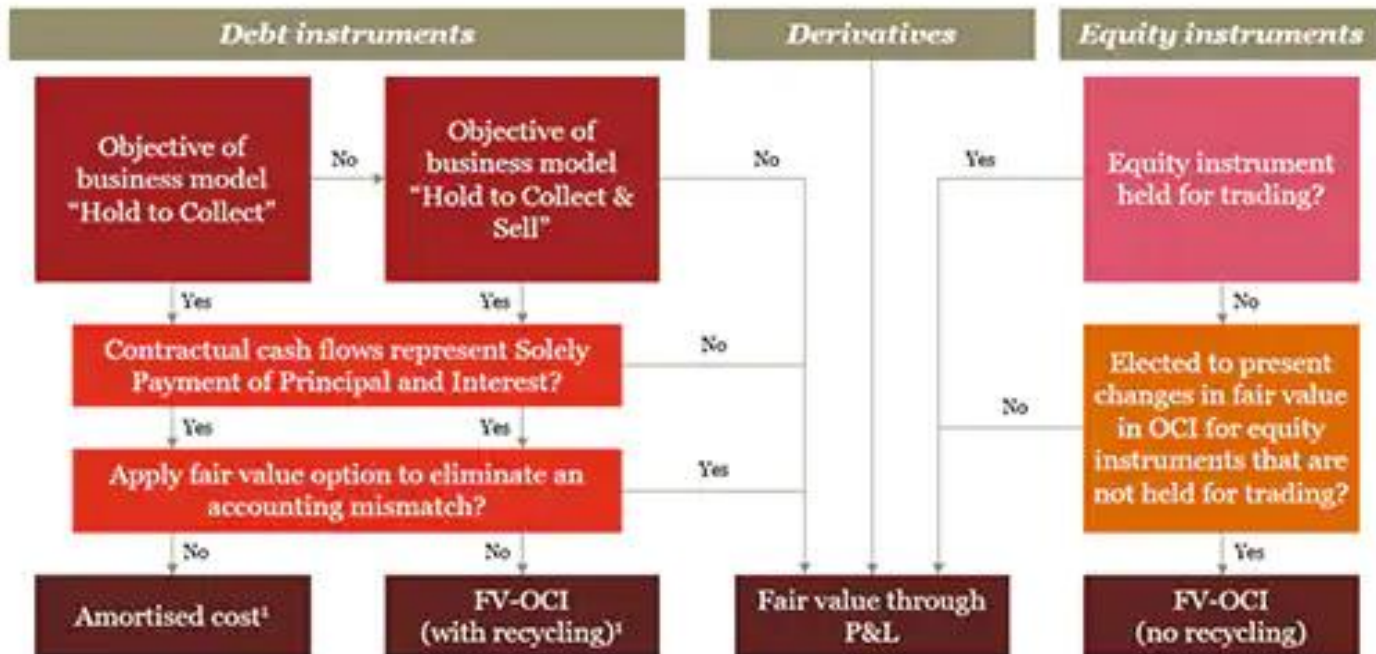 Debt instruments
Derivatives
Equity instruments
Objective of
business model
“Hold to Collect”
No
Objective of
business model
“Hold to Collect &
Sell”
No
Yes
Equity instrument
held for trading?
Yes
Yes
No
Contractual cash flows represent Solely
Payment of Principal and Interest?
No
Elected to present
changes in fair value
in OCI for equity
instruments that are
not held for trading?
No
Yes
Yes
Apply fair value option to eliminate an
accounting mismatch?
Yes
No
No
Yes
Amortised cost¹
FV-OCI
(with recycling)¹
Fair value through
P&L
FV-OCI
(no recycling)